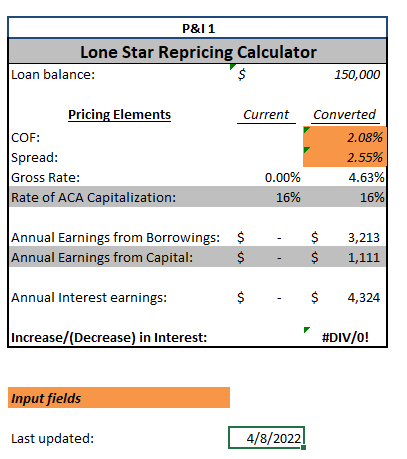 P&I 1
Lone Star Repricing Calculator
Loan balance: $ 150,000
Pricing Elements Current Converted
COF: 2.08%
Spread: 2.55%
Gross Rate: 0.00% 4.63%
Rate of ACA Capitalization: 16% 16%
Annual Earnings from Borrowings: $ - $ 3,213
Annual Earnings from Capital: $ - $ 1,111
Annual Interest earnings: $ - $ 4,324
Increase/(Decrease) in Interest: #DIV/0!
Input fields
Last updated: 4/8/2022